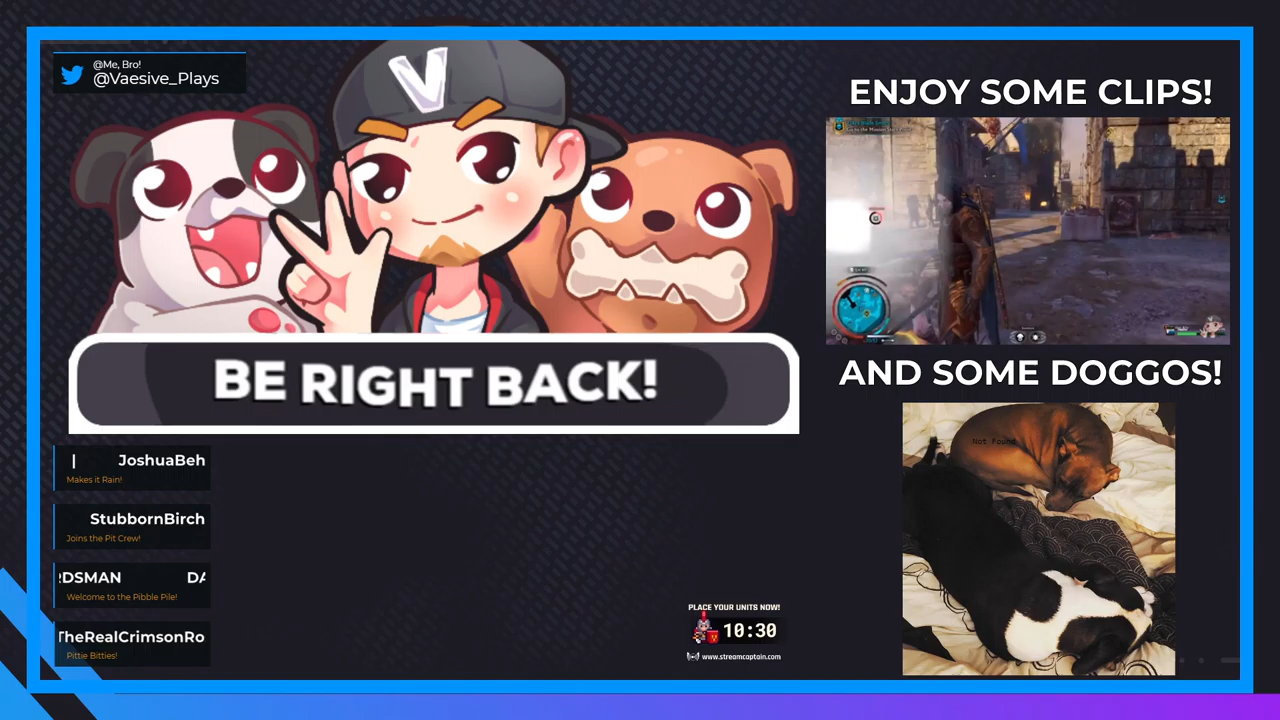 @Me, Bro!
@Vaesive_Plays
V
ENJOY SOME CLIPS!
BE RIGHT BACK!
AND SOME DOGGOS!
Not Found
| JoshuaBeh
Makes it Rain!
StubbornBirch
Joins the Pit Crew!
RDSMAN DA
Welcome to the Pibble Pile!
TheRealCrimsonRo
Pittie Bitties!
PLACE YOUR UNITS NOW!
10:30
www.streamcaptain.com